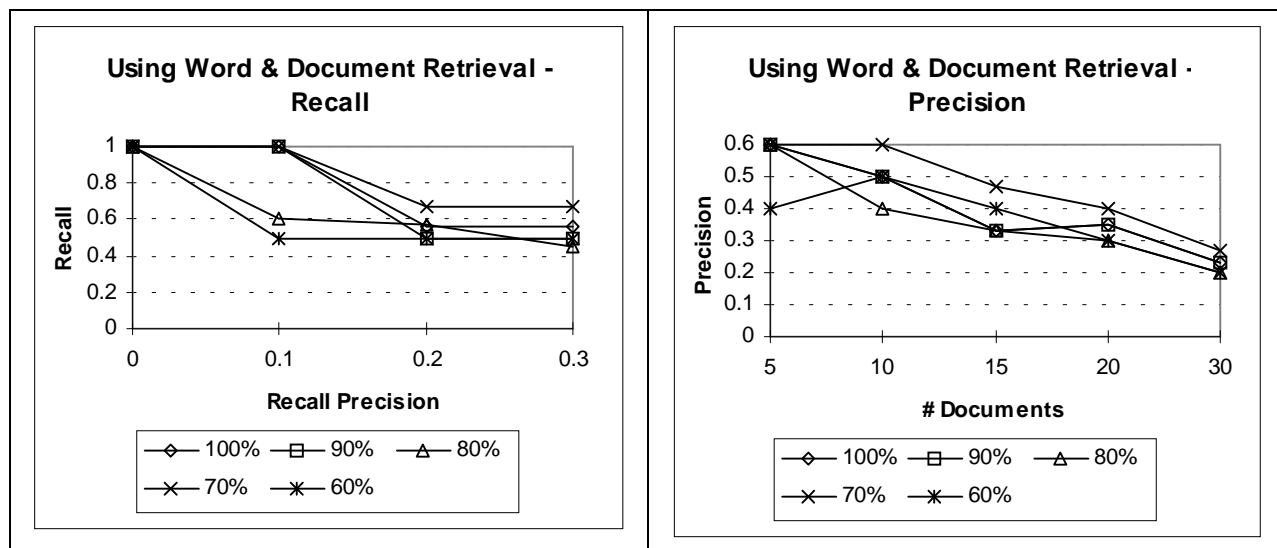 Using Word & Document Retrieval -
Recall
1
0.8
0.6
0.4
0.2
0
Recall
0 0.1 0.2 0.3
Recall Precision
100% 90% 80%
70% 60%
Using Word & Document Retrieval -
Precision
0.6
0.5
0.4
0.3
0.2
0.1
0
Precision
5 10 15 20 30
# Documents
100% 90% 80%
70% 60%